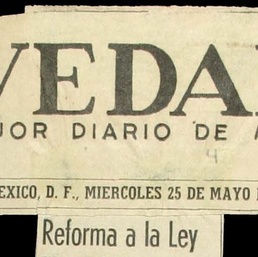 VEDA
JOR DIARIO DE
EXICO, D. F., MIERCOLES 25 DE MAYO
Reforma a la Ley